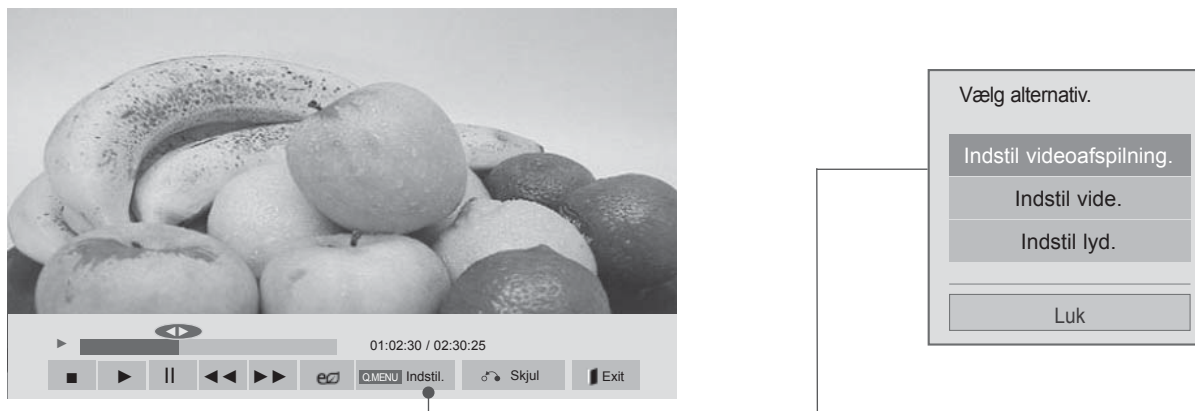 01:02:30 / 02:30:25
Q.MENU Indstil. Skjul Exit
Vælg alternativ.
Indstil videoafspilning.
Indstil vide.
Indstil lyd.
Luk